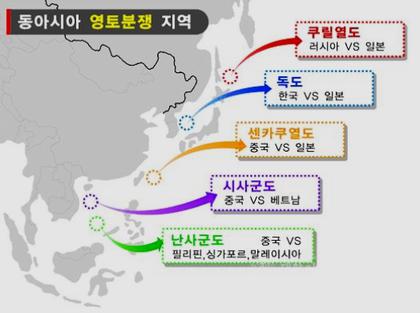 동아시아 영토분쟁 지역
쿠릴열도
러시아 VS 일본
독도
한국 VS 일본
센카쿠열도
중국 VS 일본
시사군도
중국 VS 베트남
난사군도 중국 VS
필리핀,싱가포르,말레이시아